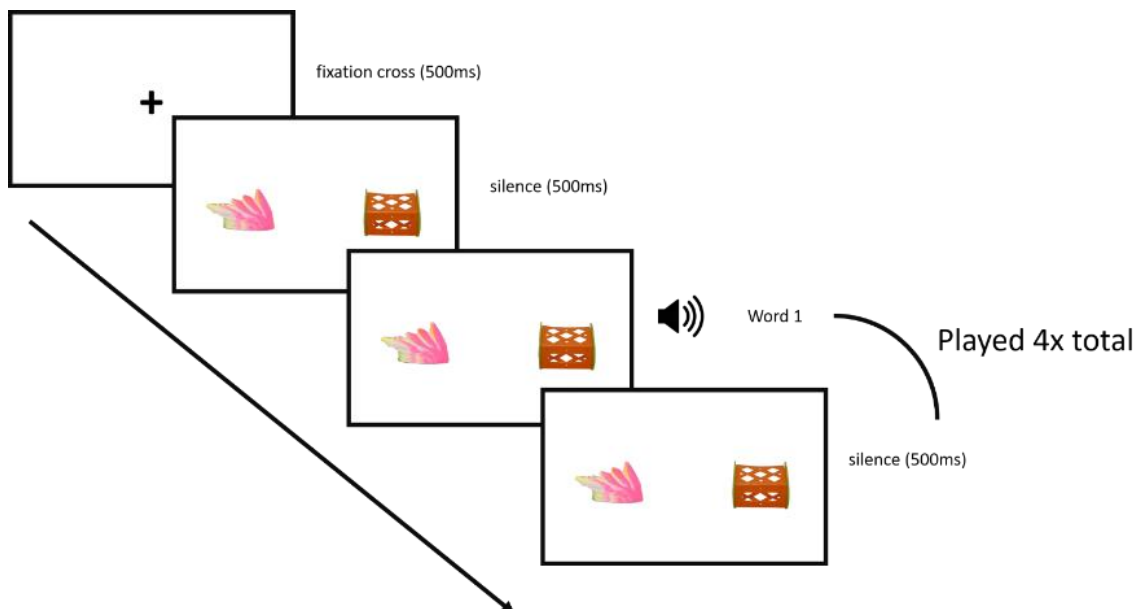 fixation cross (500ms)
silence (500ms)
Word 1
Played 4x total
silence (500ms)